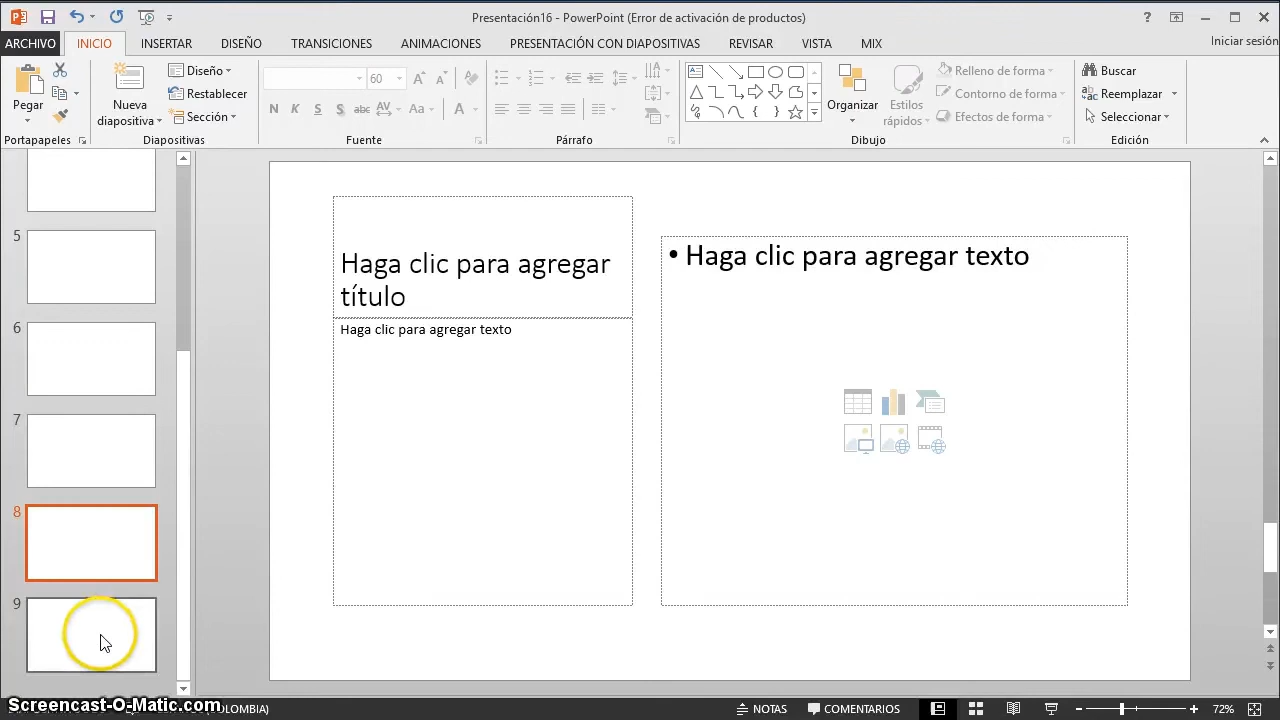 Presentación16 - PowerPoint (Error de activación de productos)
ARCHIVO INICIO INSERTAR DISEÑO TRANSICIONES ANIMACIONES PRESENTACIÓN CON DIAPOSITIVAS REVISAR VISTA MIX Iniciar sesión
Pegar
Nueva diapositiva
Diseño
Restablecer
Sección
60
N K S S abc AV Aa A
Organizar
Estilos rápidos
Relleno de forma
Contorno de forma
Efectos de forma
Buscar
Reemplazar
Seleccionar
Portapapeles Diapositivas Fuente Párrafo Dibujo Edición
5
6
7
8
9
Haga clic para agregar
título
Haga clic para agregar texto
• Haga clic para agregar texto
Screencast-O-Matic.com
(COLOMBIA)
NOTAS COMENTARIOS 72%